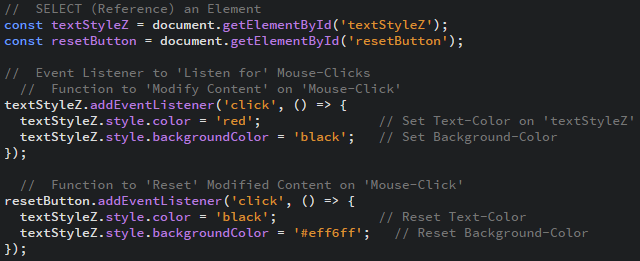 //  SELECT (Reference) an Element
const textStyleZ = document.getElementById('textStyleZ');
const resetButton = document.getElementById('resetButton');

//  Event Listener to 'Listen for' Mouse-Clicks
  //  Function to 'Modify Content' on 'Mouse-Click'
textStyleZ.addEventListener('click', () => {
  textStyleZ.style.color = 'red';                // Set Text-Color on 'textStyleZ'
  textStyleZ.style.backgroundColor = 'black';   // Set Background-Color
});

  //  Function to 'Reset' Modified Content on 'Mouse-Click'
resetButton.addEventListener('click', () => {
  textStyleZ.style.color = 'black';                // Reset Text-Color
  textStyleZ.style.backgroundColor = '#eff6ff';   // Reset Background-Color
});